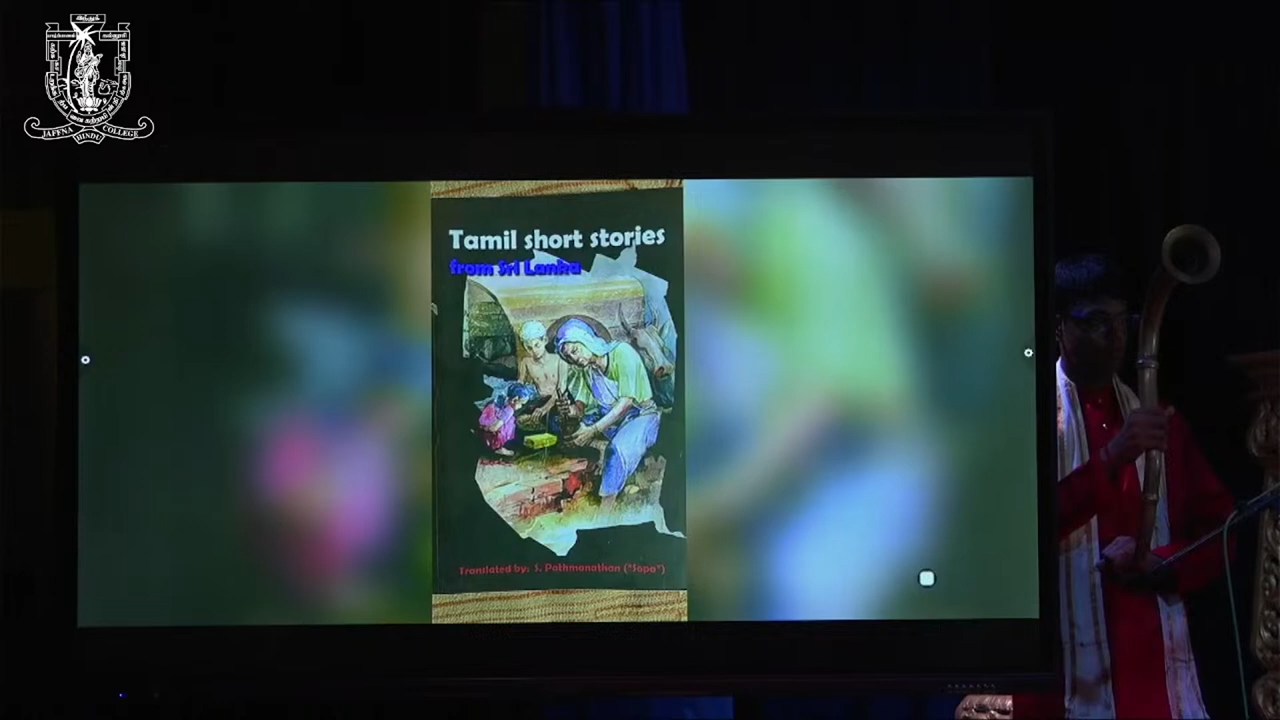 JAFFNA HINDU COLLEGE
Tamil short stories
from Sri Lanka
Translated by: S. Pathmanathan ("Sopa")